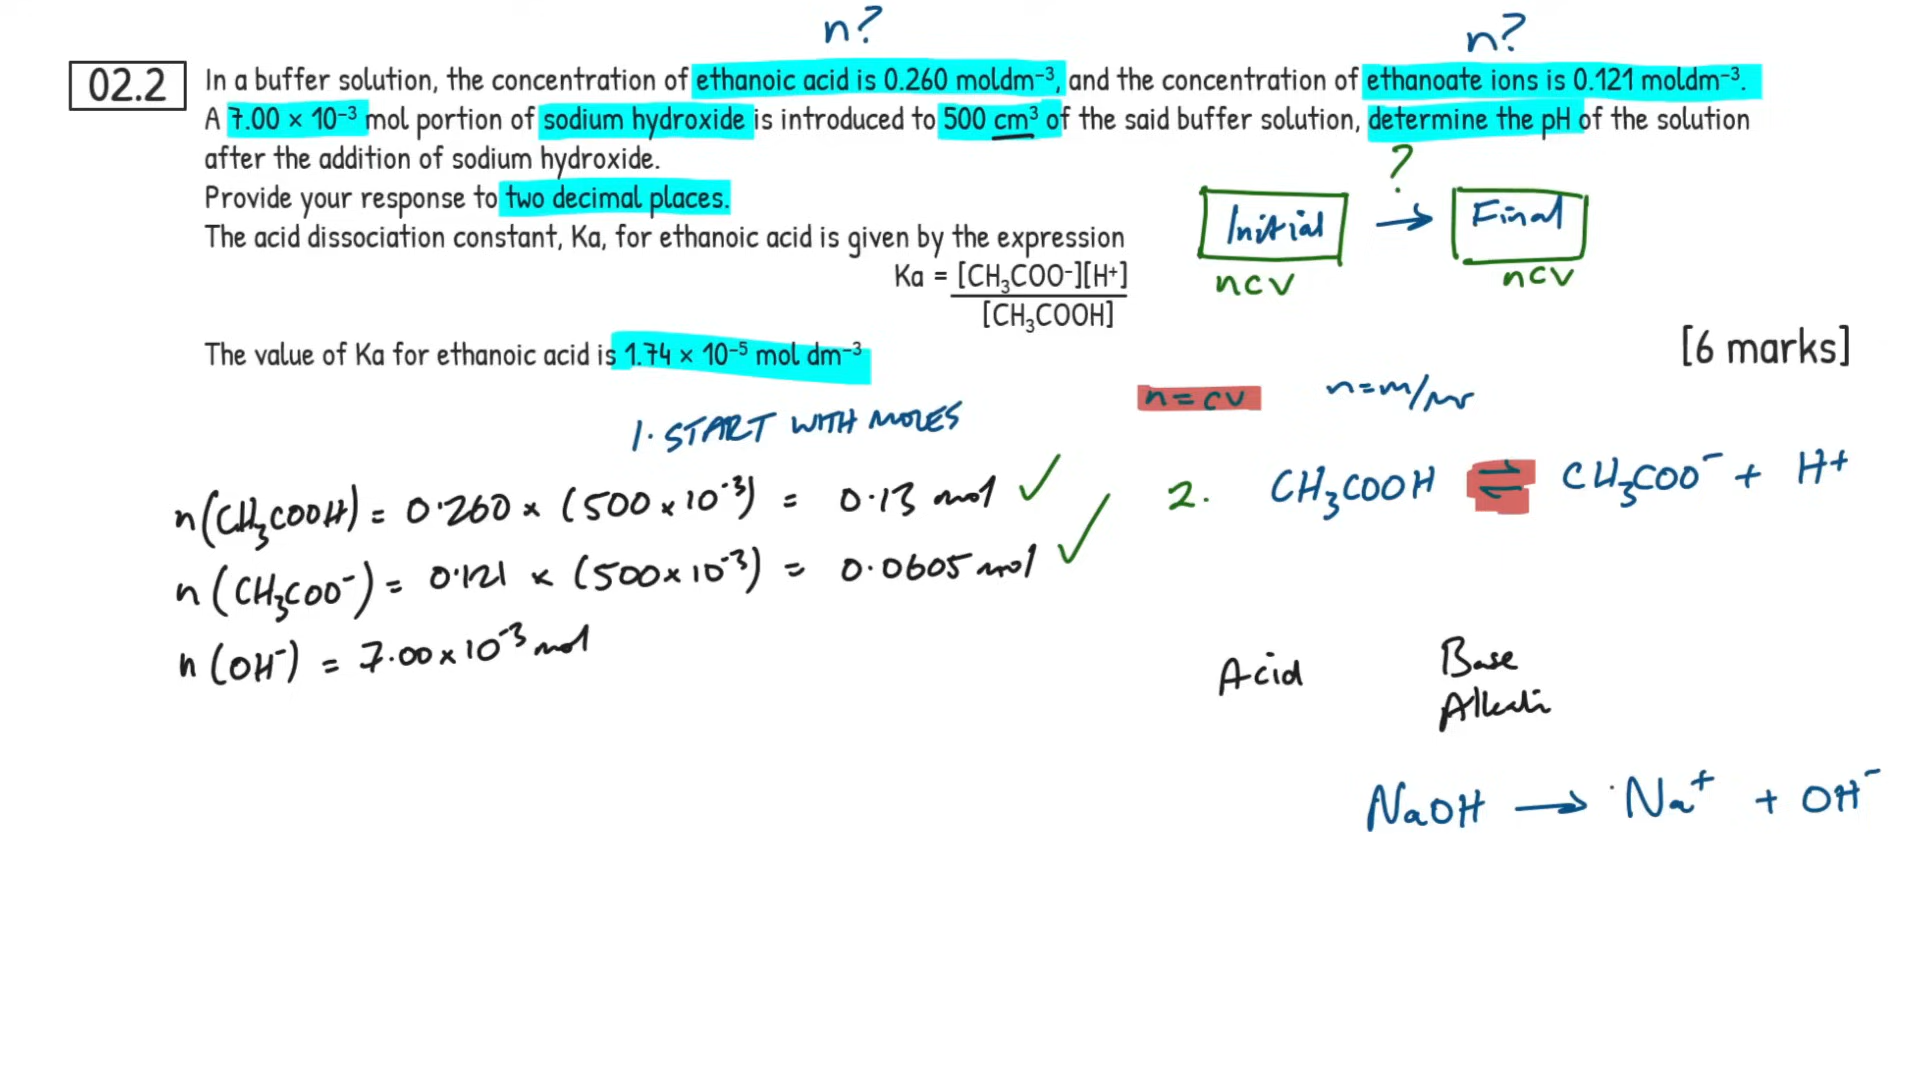 n? n?
02.2 In a buffer solution, the concentration of ethanoic acid is 0.260 moldm⁻³, and the concentration of ethanoate ions is 0.121 moldm⁻³.
A 7.00 × 10⁻³ mol portion of sodium hydroxide is introduced to 500 cm³ of the said buffer solution, determine the pH of the solution
after the addition of sodium hydroxide.
?
Provide your response to two decimal places.
Initial → Final
The acid dissociation constant, Ka, for ethanoic acid is given by the expression
Ka = [CH₃COO⁻][H⁺]
[CH₃COOH]
ncv ncv
The value of Ka for ethanoic acid is 1.74 × 10⁻⁵ mol dm⁻³
[6 marks]
n = cv n=m/Mr
1. START WITH MOLES
n(CH₃COOH) = 0.260 × (500 × 10⁻³) = 0.13 mol ✓
2. CH₃COOH ⇌ CH₃COO⁻ + H+
n(CH₃COO⁻) = 0.121 × (500×10⁻³) = 0.0605 mol ✓
n(OH⁻) = 7.00×10⁻³ mol
Acid Base
Alkali
NaOH → Na⁺ + OH⁻